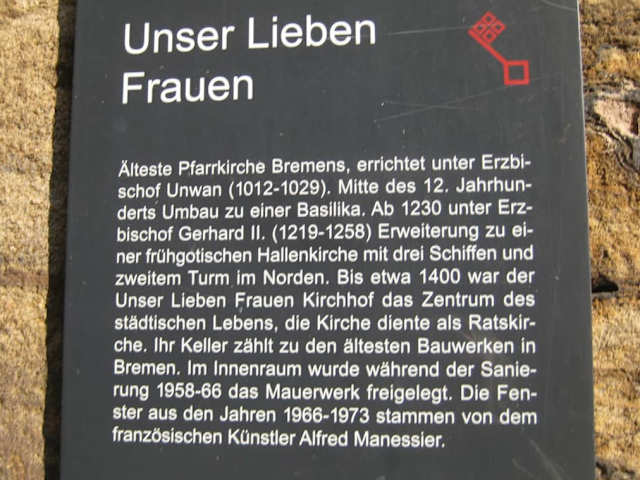 Unser Lieben
Frauen
Älteste Pfarrkirche Bremens, errichtet unter Erzbi-
schof Unwan (1012-1029). Mitte des 12. Jahrhun-
derts Umbau zu einer Basilika. Ab 1230 unter Erz-
bischof Gerhard II. (1219-1258) Erweiterung zu ei-
ner frühgotischen Hallenkirche mit drei Schiffen und
zweitem Turm im Norden. Bis etwa 1400 war der
Unser Lieben Frauen Kirchhof das Zentrum des
städtischen Lebens, die Kirche diente als Ratskir-
che. Ihr Keller zählt zu den ältesten Bauwerken in
Bremen. Im Innenraum wurde während der Sanie-
rung 1958-66 das Mauerwerk freigelegt. Die Fen-
ster aus den Jahren 1966-1973 stammen von dem
französischen Künstler Alfred Manessier.